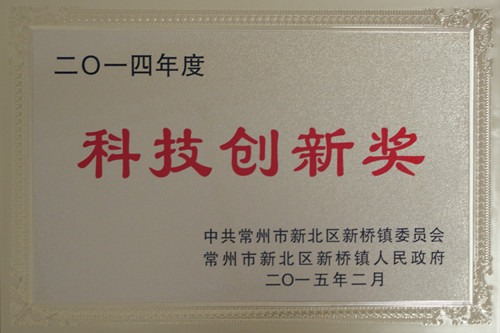 二〇一四年度
科技创新奖
中共常州市新北区新桥镇委员会
常州市新北区新桥镇人民政府
二〇一五年二月